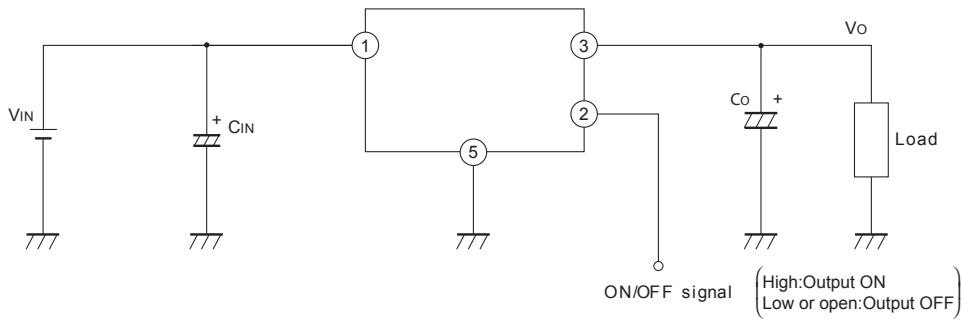 VIN
+
CIN
1
5
3
2
VO
CO +
Load
ON/OFF signal
High:Output ON
Low or open:Output OFF